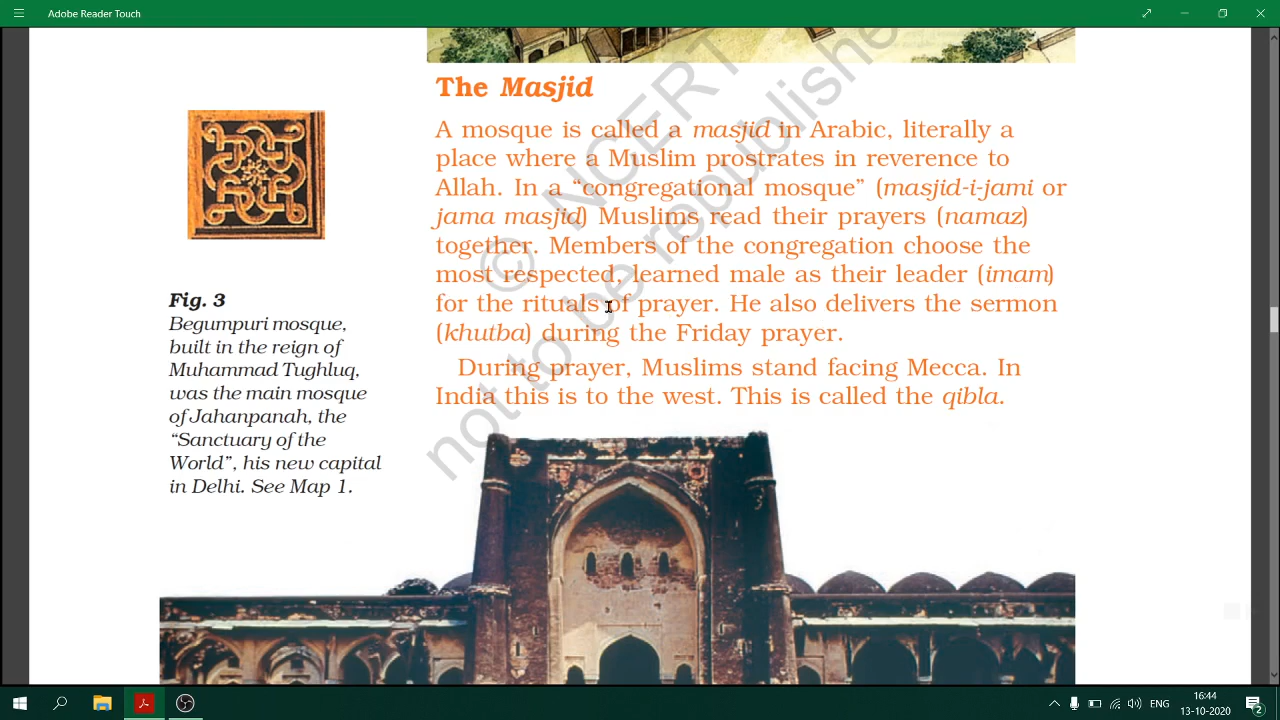 Adobe Reader Touch
The Masjid
A mosque is called a masjid in Arabic, literally a
place where a Muslim prostrates in reverence to
Allah. In a “congregational mosque” (masjid-i-jami or
jama masjid) Muslims read their prayers (namaz)
together. Members of the congregation choose the
most respected, learned male as their leader (imam)
for the rituals of prayer. He also delivers the sermon
(khutba) during the Friday prayer.
During prayer, Muslims stand facing Mecca. In
India this is to the west. This is called the qibla.
Fig. 3
Begumpuri mosque,
built in the reign of
Muhammad Tughluq,
was the main mosque
of Jahanpanah, the
“Sanctuary of the
World”, his new capital
in Delhi. See Map 1.
© NCERT
not to be republishe
ENG
16:44
13-10-2020
2